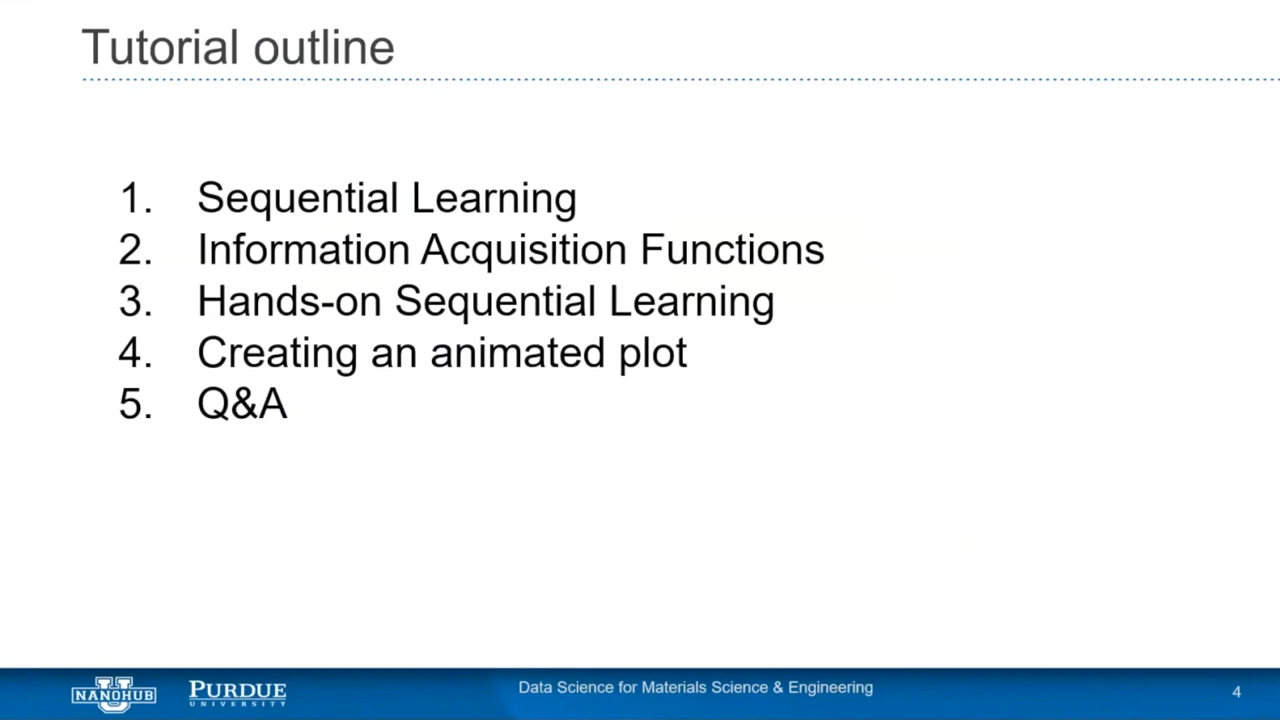 Tutorial outline
1. Sequential Learning
2. Information Acquisition Functions
3. Hands-on Sequential Learning
4. Creating an animated plot
5. Q&A
NANOHUB
PURDUE
UNIVERSITY
Data Science for Materials Science & Engineering
4